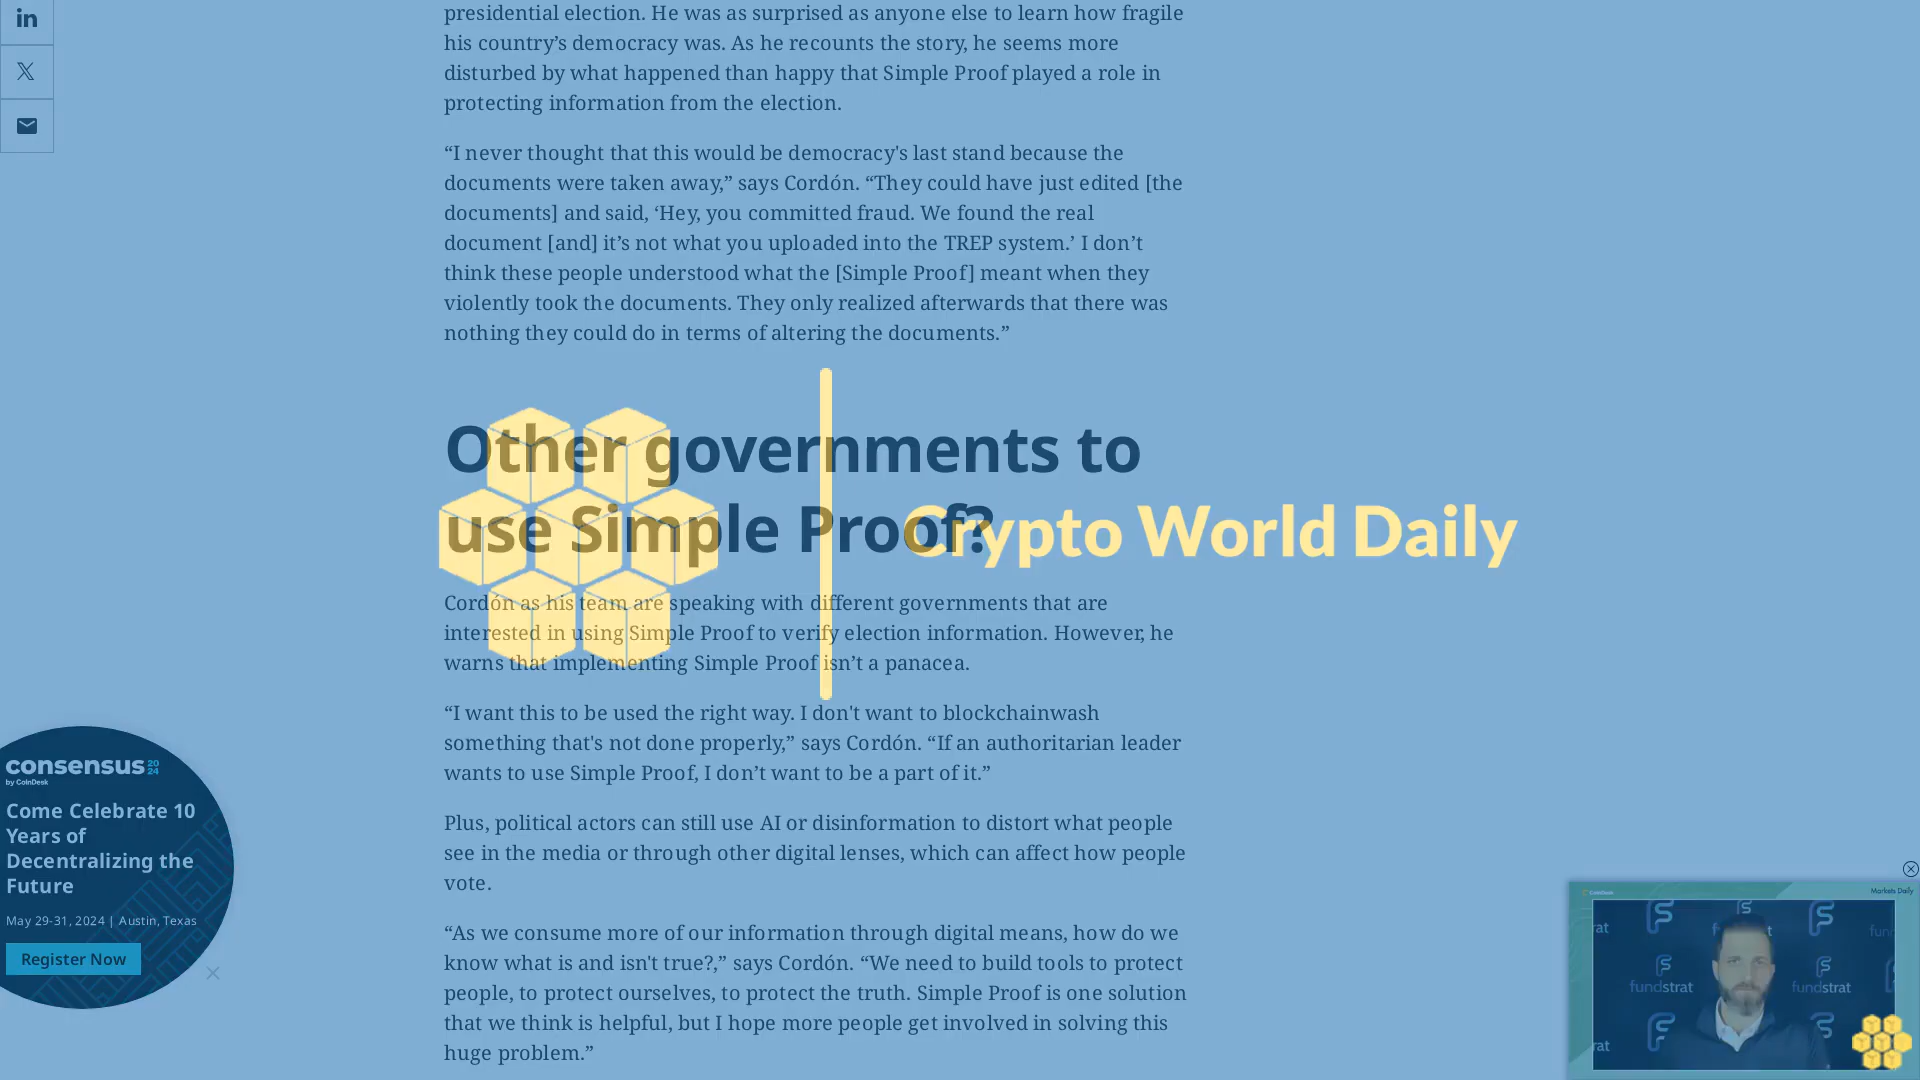 presidential election. He was as surprised as anyone else to learn how fragile
his country’s democracy was. As he recounts the story, he seems more
disturbed by what happened than happy that Simple Proof played a role in
protecting information from the election.
“I never thought that this would be democracy's last stand because the
documents were taken away,” says Cordón. “They could have just edited [the
documents] and said, ‘Hey, you committed fraud. We found the real
document [and] it’s not what you uploaded into the TREP system.’ I don’t
think these people understood what the [Simple Proof] meant when they
violently took the documents. They only realized afterwards that there was
nothing they could do in terms of altering the documents.”
Other governments to
use Simple Proof?
Crypto World Daily
Cordón as his team are speaking with different governments that are
interested in using Simple Proof to verify election information. However, he
warns that implementing Simple Proof isn’t a panacea.
“I want this to be used the right way. I don't want to blockchainwash
something that's not done properly,” says Cordón. “If an authoritarian leader
wants to use Simple Proof, I don’t want to be a part of it.”
Plus, political actors can still use AI or disinformation to distort what people
see in the media or through other digital lenses, which can affect how people
vote.
“As we consume more of our information through digital means, how do we
know what is and isn't true?,” says Cordón. “We need to build tools to protect
people, to protect ourselves, to protect the truth. Simple Proof is one solution
that we think is helpful, but I hope more people get involved in solving this
huge problem.”
in
consensus 2024
by CoinDesk
Come Celebrate 10
Years of
Decentralizing the
Future
May 29-31, 2024 | Austin, Texas
Register Now
CoinDesk
Markets Daily
rat
fun
fundstrat
fundstrat
rat